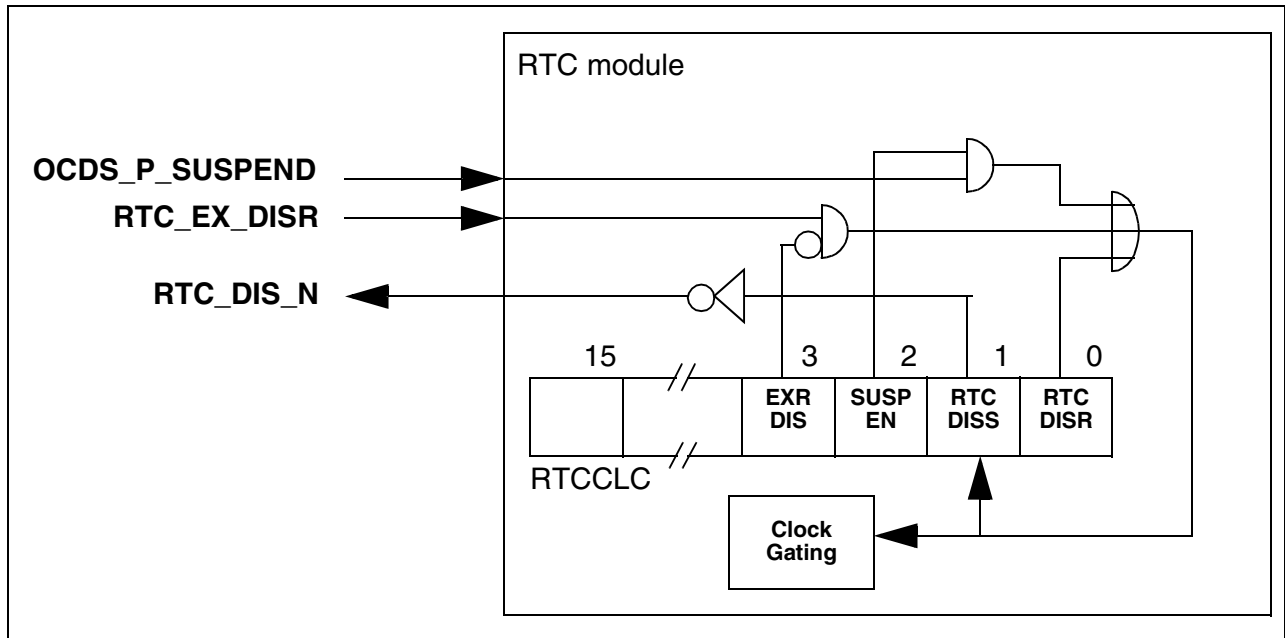 RTC module
OCDS_P_SUSPEND
RTC_EX_DISR
RTC_DIS_N
15 3 2 1 0
EXR DIS
SUSP EN
RTC DISS
RTC DISR
RTCCLC
Clock
Gating